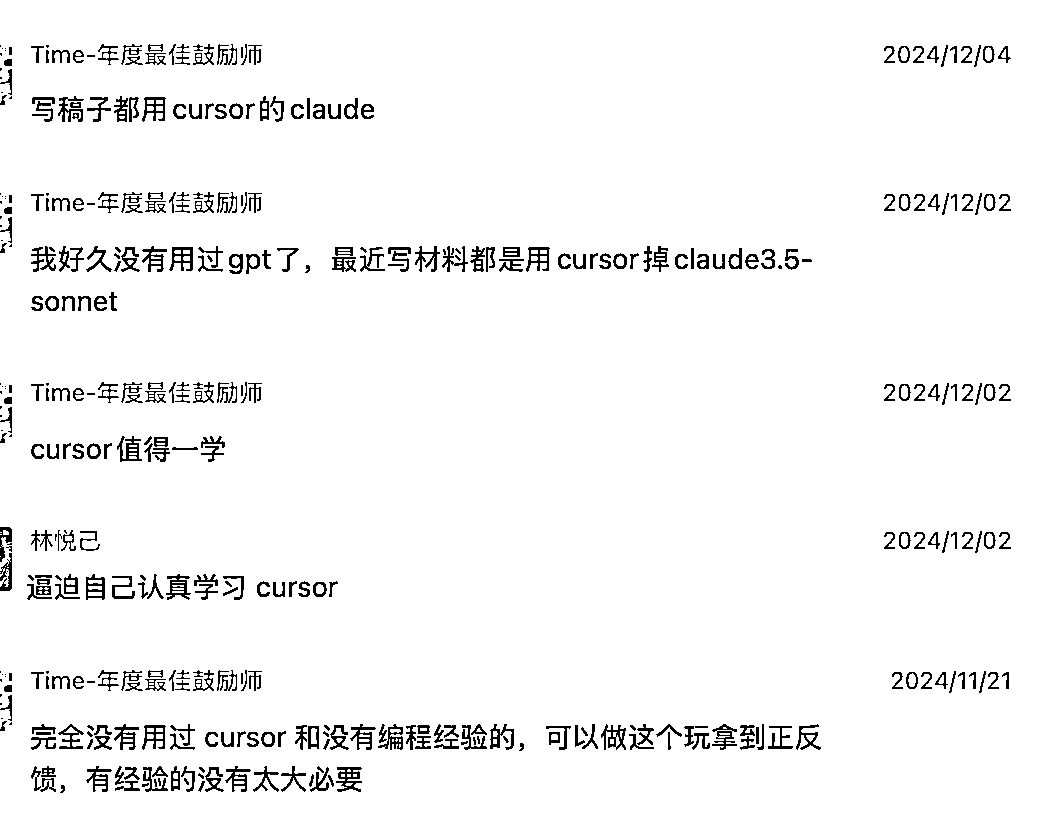 Time-年度最佳鼓励师 2024/12/04
写稿子都用cursor的claude
Time-年度最佳鼓励师 2024/12/02
我好久没有用过gpt了，最近写材料都是用cursor掉claude3.5-
sonnet
Time-年度最佳鼓励师 2024/12/02
cursor值得一学
林悦己 2024/12/02
逼迫自己认真学习 cursor
Time-年度最佳鼓励师 2024/11/21
完全没有用过 cursor 和没有编程经验的，可以做这个玩拿到正反
馈，有经验的没有太大必要